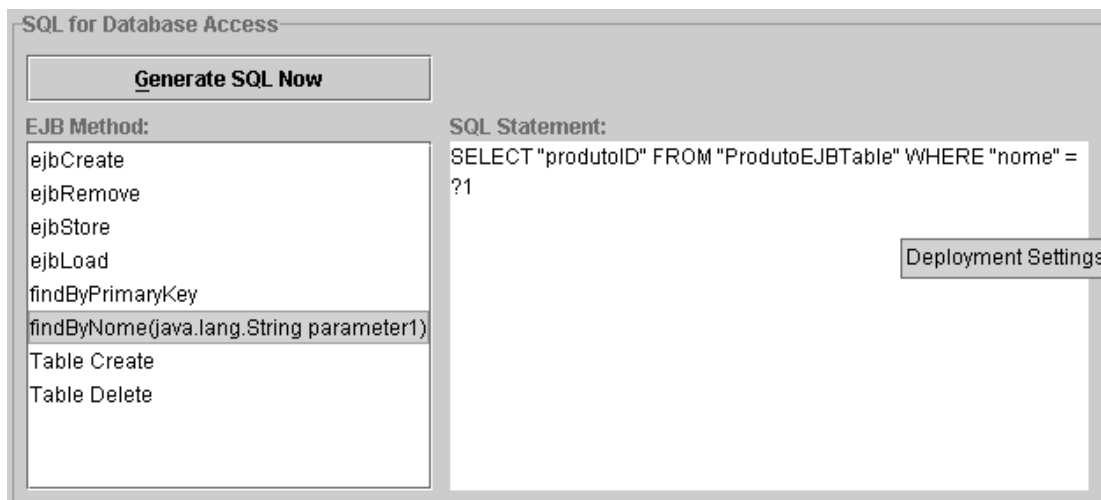 SQL for Database Access
Generate SQL Now
EJB Method:
ejbCreate
ejbRemove
ejbStore
ejbLoad
findByPrimaryKey
findByNome(java.lang.String parameter1)
Table Create
Table Delete
SQL Statement:
SELECT "produtoID" FROM "ProdutoEJBTable" WHERE "nome" =
?1
Deployment Settings